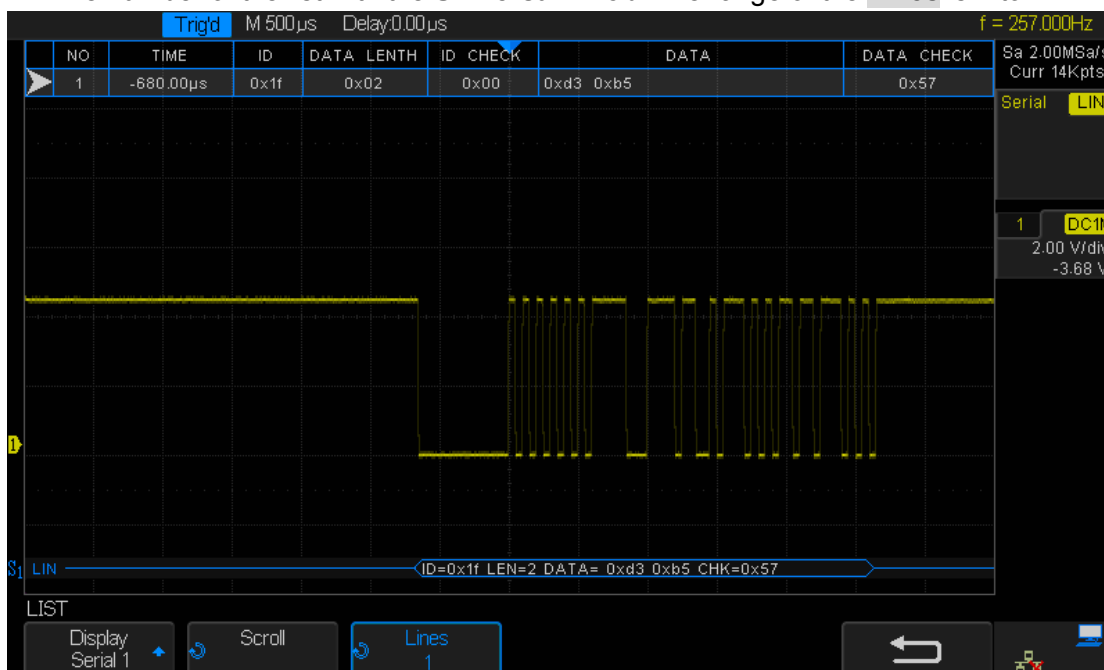 Trig'd M 500µs Delay:0.00µs f = 257.000Hz
NO TIME ID DATA LENTH ID CHECK DATA DATA CHECK
1 -680.00µs 0x1f 0x02 0x00 0xd3 0xb5 0x57
Sa 2.00MSa/s
Curr 14Kpts
Serial LIN
1 DC1M
2.00 V/div
-3.68 V
1
S1 LIN ID=0x1f LEN=2 DATA= 0xd3 0xb5 CHK=0x57
LIST
Display
Serial 1
Scroll
Lines
1